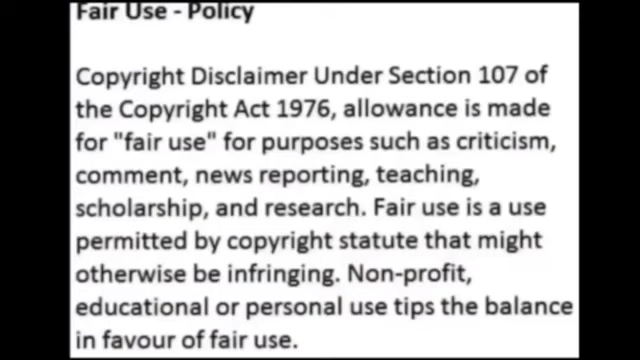 Fair Use - Policy
Copyright Disclaimer Under Section 107 of
the Copyright Act 1976, allowance is made
for "fair use" for purposes such as criticism,
comment, news reporting, teaching,
scholarship, and research. Fair use is a use
permitted by copyright statute that might
otherwise be infringing. Non-profit,
educational or personal use tips the balance
in favour of fair use.